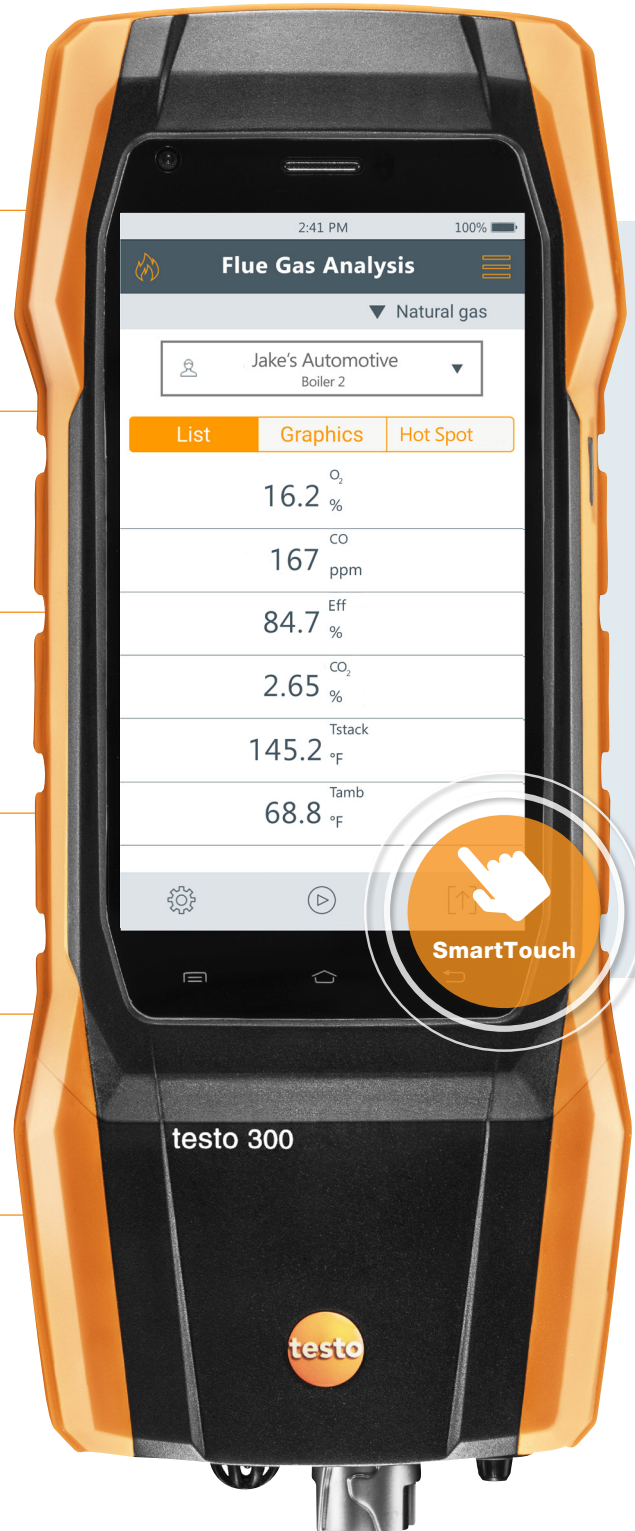 2:41 PM 100%
Flue Gas Analysis
Natural gas
Jake's Automotive
Boiler 2
List Graphics Hot Spot
O₂
16.2 %
CO
167 ppm
Eff
84.7 %
CO₂
2.65 %
Tstack
145.2 °F
Tamb
68.8 °F
SmartTouch
testo 300
testo